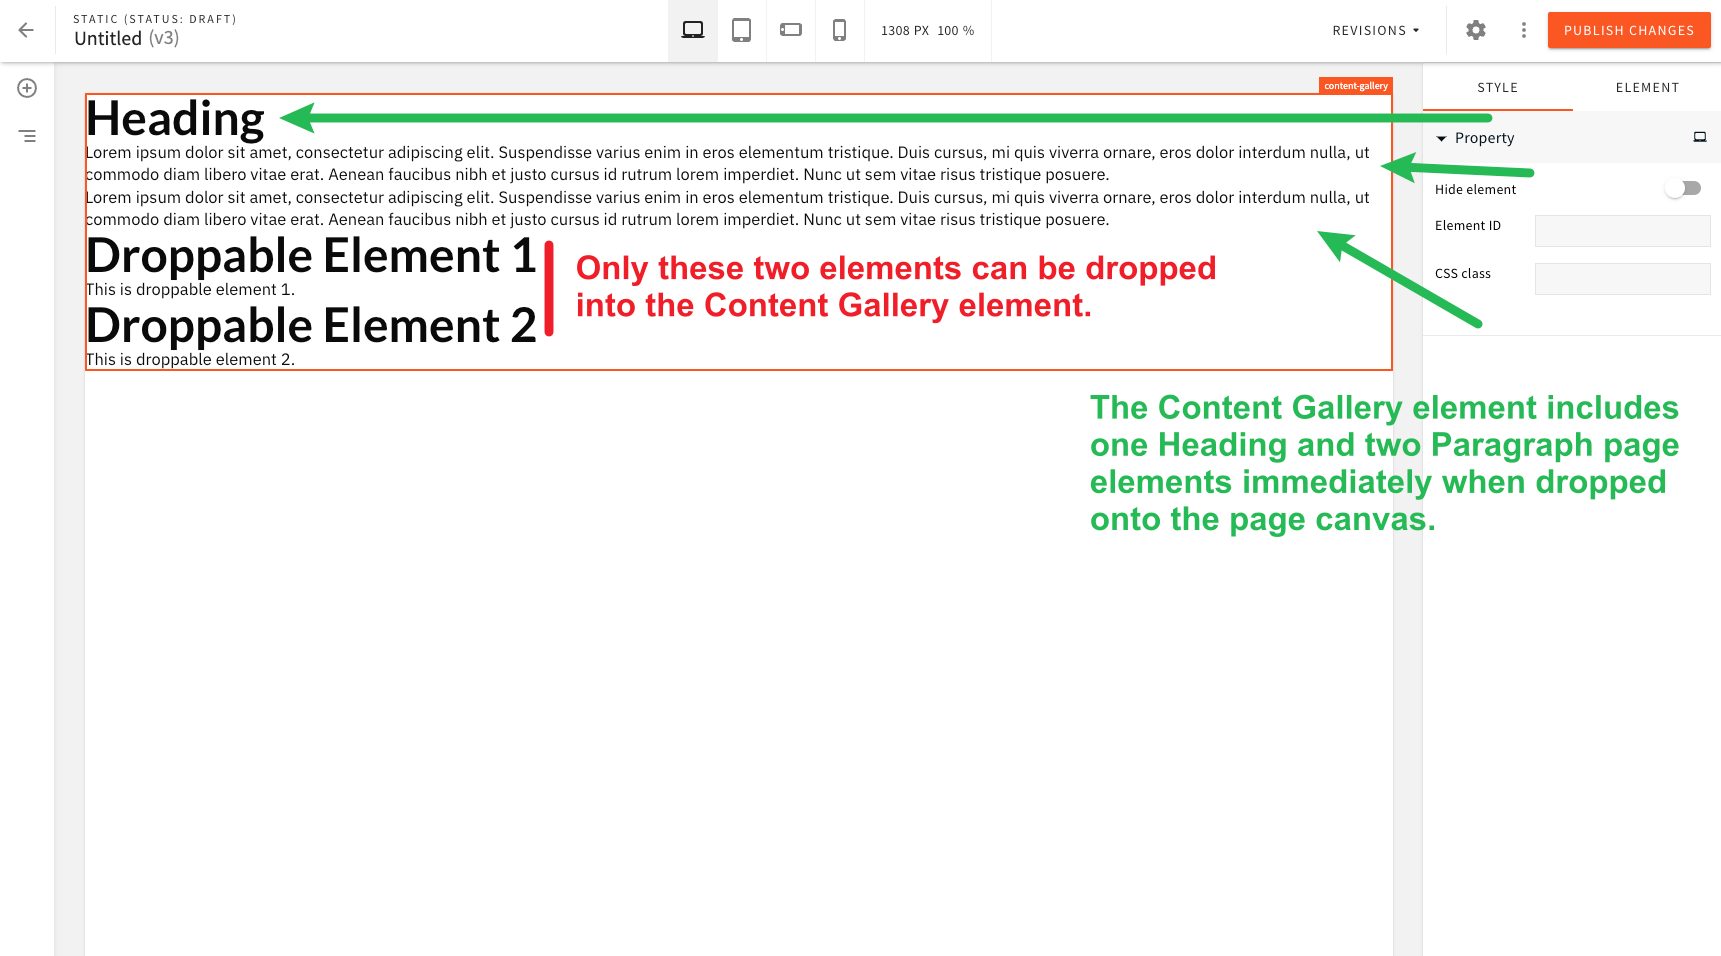 STATIC (STATUS: DRAFT)
Untitled (v3)
1308 PX 100 %
REVISIONS
PUBLISH CHANGES
content-gallery
STYLE
ELEMENT
Heading
Property
Lorem ipsum dolor sit amet, consectetur adipiscing elit. Suspendisse varius enim in eros elementum tristique. Duis cursus, mi quis viverra ornare, eros dolor interdum nulla, ut
commodo diam libero vitae erat. Aenean faucibus nibh et justo cursus id rutrum lorem imperdiet. Nunc ut sem vitae risus tristique posuere.
Lorem ipsum dolor sit amet, consectetur adipiscing elit. Suspendisse varius enim in eros elementum tristique. Duis cursus, mi quis viverra ornare, eros dolor interdum nulla, ut
commodo diam libero vitae erat. Aenean faucibus nibh et justo cursus id rutrum lorem imperdiet. Nunc ut sem vitae risus tristique posuere.
Hide element
Element ID
CSS class
Droppable Element 1
This is droppable element 1.
Droppable Element 2
This is droppable element 2.
Only these two elements can be dropped
into the Content Gallery element.
The Content Gallery element includes
one Heading and two Paragraph page
elements immediately when dropped
onto the page canvas.